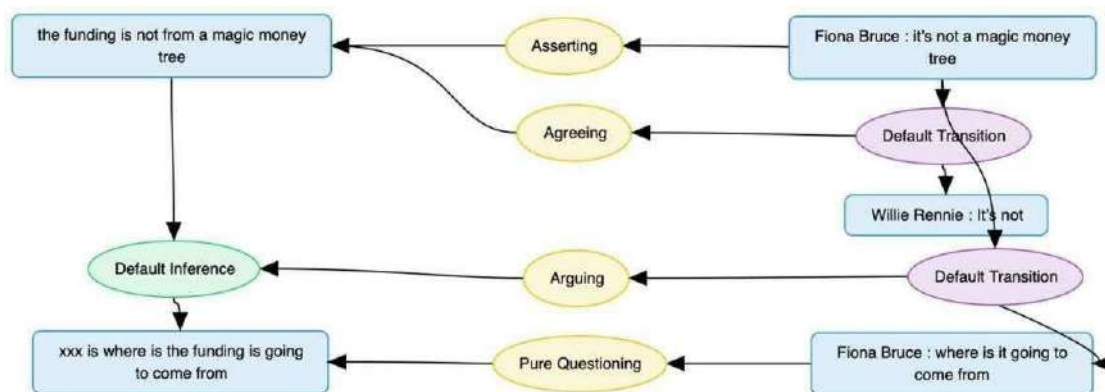 the funding is not from a magic money
tree
Asserting
Fiona Bruce : it's not a magic money
tree
Agreeing
Default Transition
Willie Rennie : It's not
Default Inference
Arguing
Default Transition
xxx is where is the funding is going
to come from
Pure Questioning
Fiona Bruce : where is it going to
come from